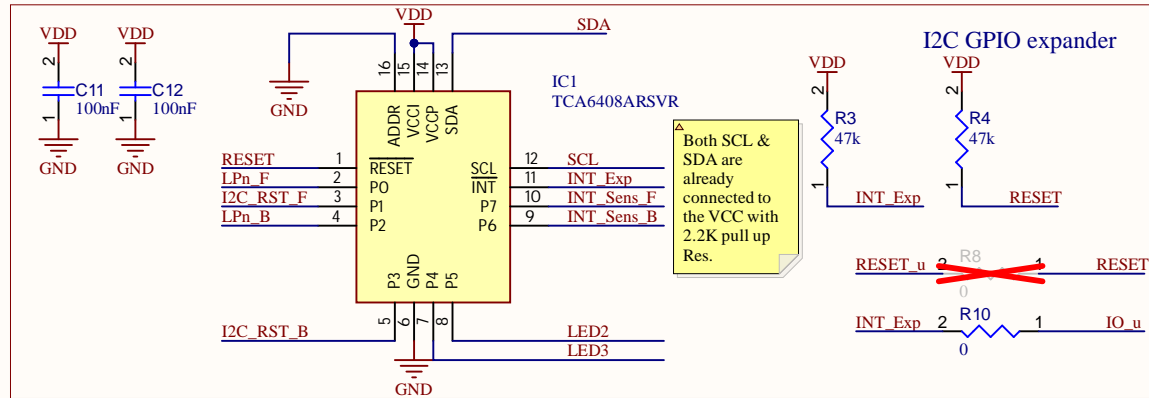 I2C GPIO expander
VDD
VDD
2
C11
100nF
1
GND
2
C12
100nF
1
GND
VDD
SDA
GND
IC1
TCA6408ARSVR
16
15
14
13
ADDR
VCCI
VCCP
SDA
RESET
1
RESET
LPn_F
2
P0
I2C_RST_F
3
P1
LPn_B
4
P2
SCL
12
SCL
INT
11
INT_Exp
P7
10
INT_Sens_F
P6
9
INT_Sens_B
P3
GND
P4
P5
5
6
7
8
I2C_RST_B
LED2
LED3
GND
Both SCL &
SDA are
already
connected to
the VCC with
2.2K pull up
Res.
VDD
2
R3
47k
1
INT_Exp
VDD
2
R4
47k
1
RESET
RESET_u
2
R8
1
RESET
0
INT_Exp
2
R10
1
IO_u
0